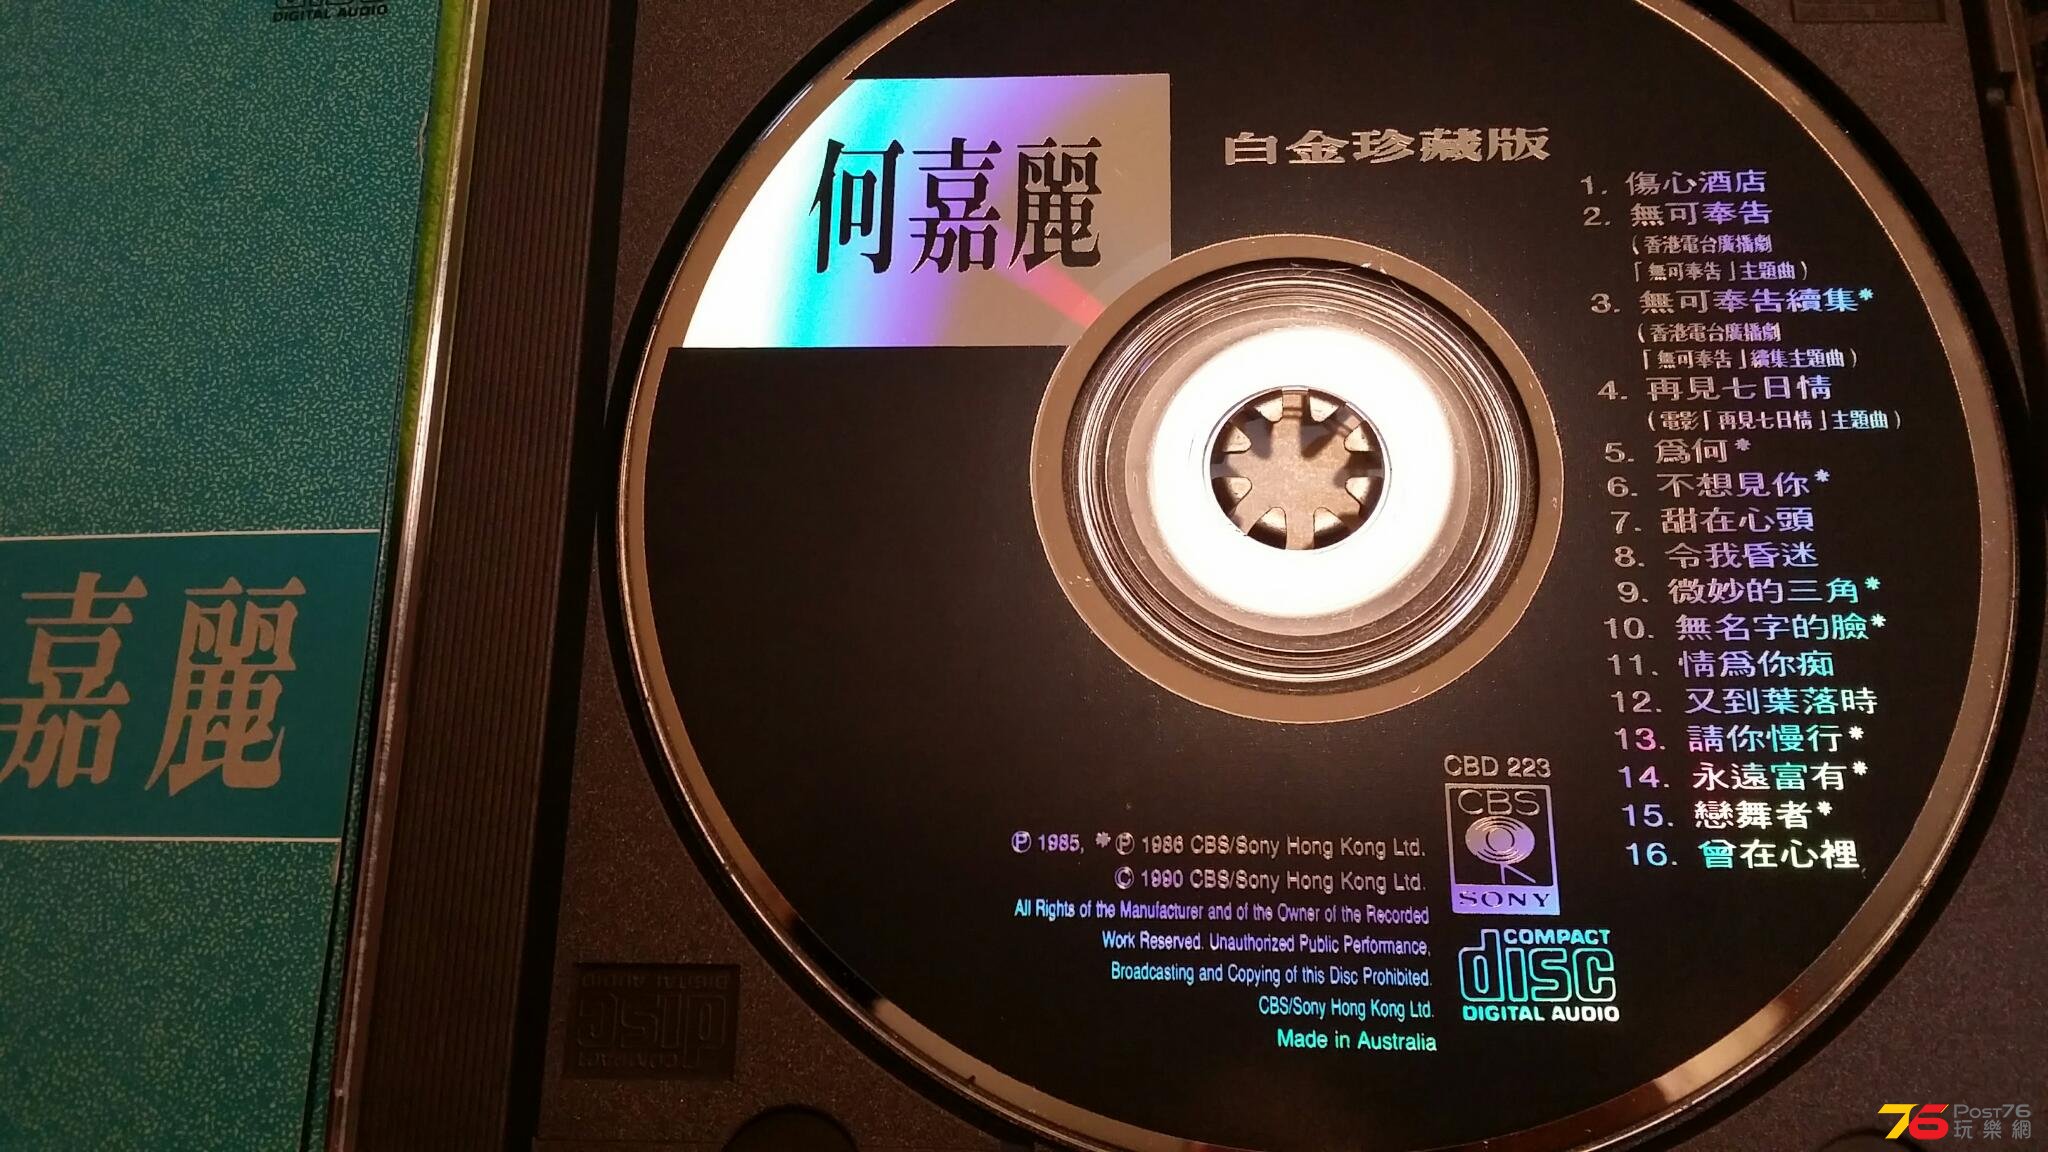 DIGITAL AUDIO
嘉麗
何嘉麗
白金珍藏版
1. 傷心酒店
2. 無可奉告
(香港電台廣播劇
「無可奉告」主題曲)
3. 無可奉告續集*
(香港電台廣播劇
「無可奉告」續集主題曲)
4. 再見七日情
(電影「再見七日情」主題曲)
5. 爲何*
6. 不想見你*
7. 甜在心頭
8. 令我昏迷
9. 微妙的三角*
10. 無名字的臉*
11. 情爲你痴
12. 又到葉落時
13. 請你慢行*
14. 永遠富有*
15. 戀舞者*
16. 曾在心裡
CBD 223
CBS
SONY
Ⓟ 1985, *Ⓟ 1986 CBS/Sony Hong Kong Ltd.
© 1990 CBS/Sony Hong Kong Ltd.
All Rights of the Manufacturer and of the Owner of the Recorded
Work Reserved. Unauthorized Public Performance,
Broadcasting and Copying of this Disc Prohibited.
CBS/Sony Hong Kong Ltd.
Made in Australia
COMPACT
disc
DIGITAL AUDIO
COMPACT
disc
DIGITAL AUDIO
76 POST76
玩樂網